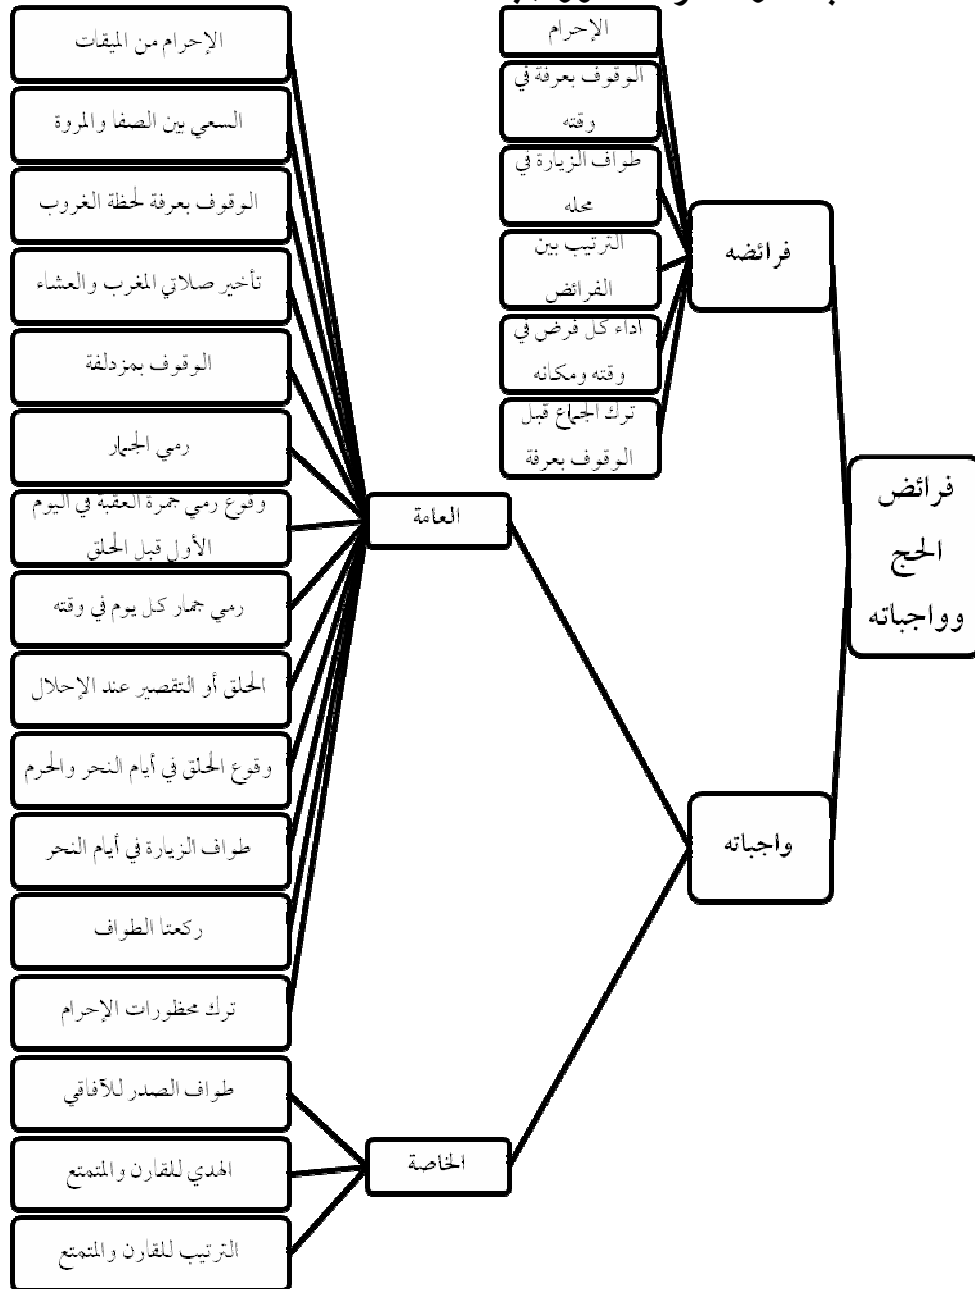 فرائض
الحج
وواجباته
فرائضه
الإحرام
الوقوف بعرفة في
وقته
طواف الزيارة في
محله
الترتيب بين
الفرائض
اداء كل فرض في
وقته ومكانه
ترك الجماع قبل
الوقوف بعرفة
واجباته
العامة
الإحرام من الميقات
السعي بين الصفا والمروة
الوقوف بعرفة لحظة الغروب
تأخير صلاتي المغرب والعشاء
الوقوف بمزدلفة
رمي الجمار
وقوع رمي جمرة العقبة في اليوم
الأول قبل الحلق
رمي جمار كل يوم في وقته
الحلق أو التقصير عند الإحلال
وقوع الحلق في أيام النحر والحرم
طواف الزيارة في أيام النحر
ركعتا الطواف
ترك محظورات الإحرام
الخاصة
طواف الصدر للآفاقي
الهدي للقارن والمتمتع
الترتيب للقارن والمتمتع